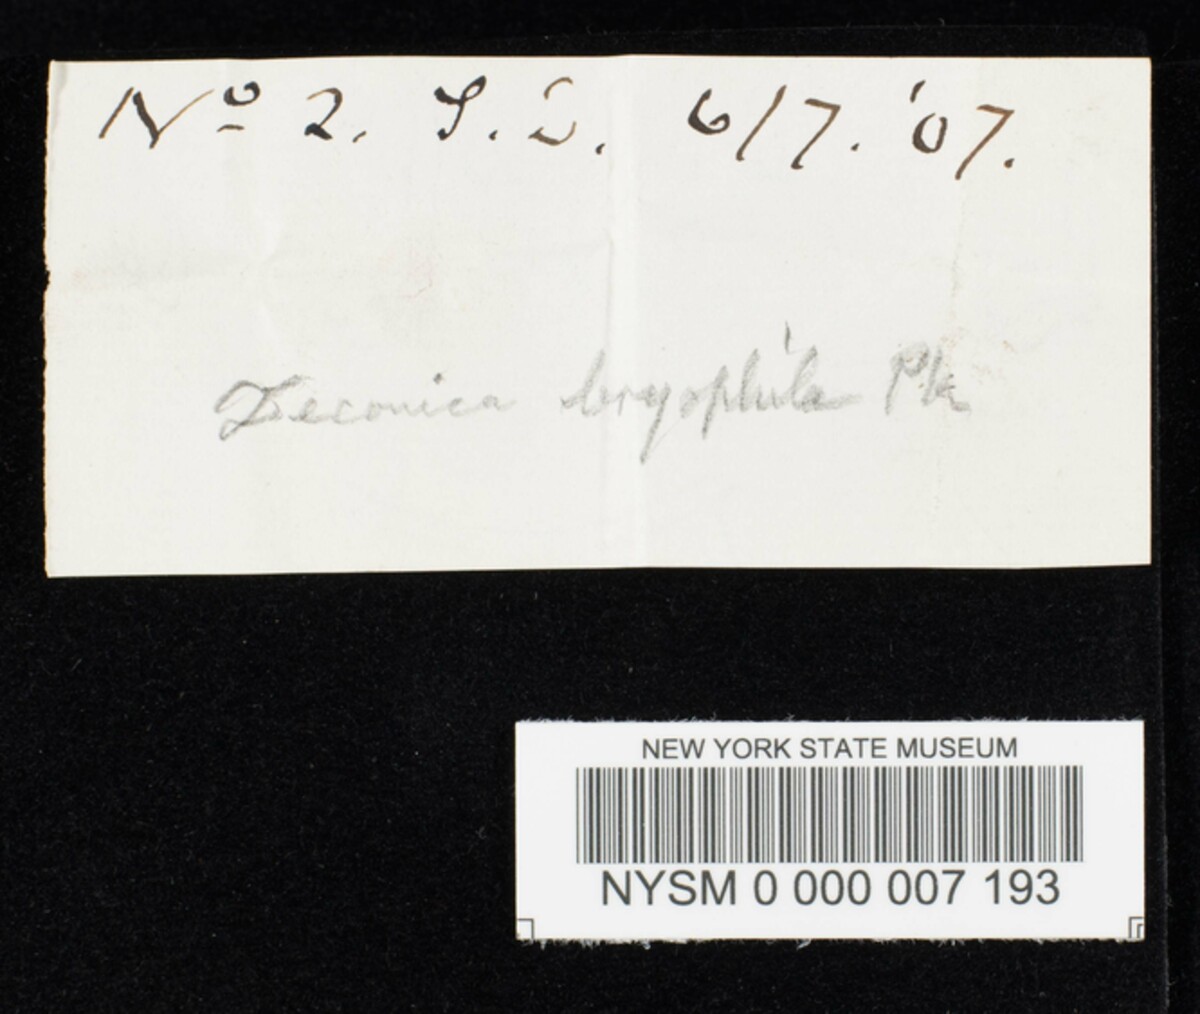 Nº 2. S. D. 6/7. '07.
Deconica bryophila Pk
NEW YORK STATE MUSEUM
NYSM 0 000 007 193